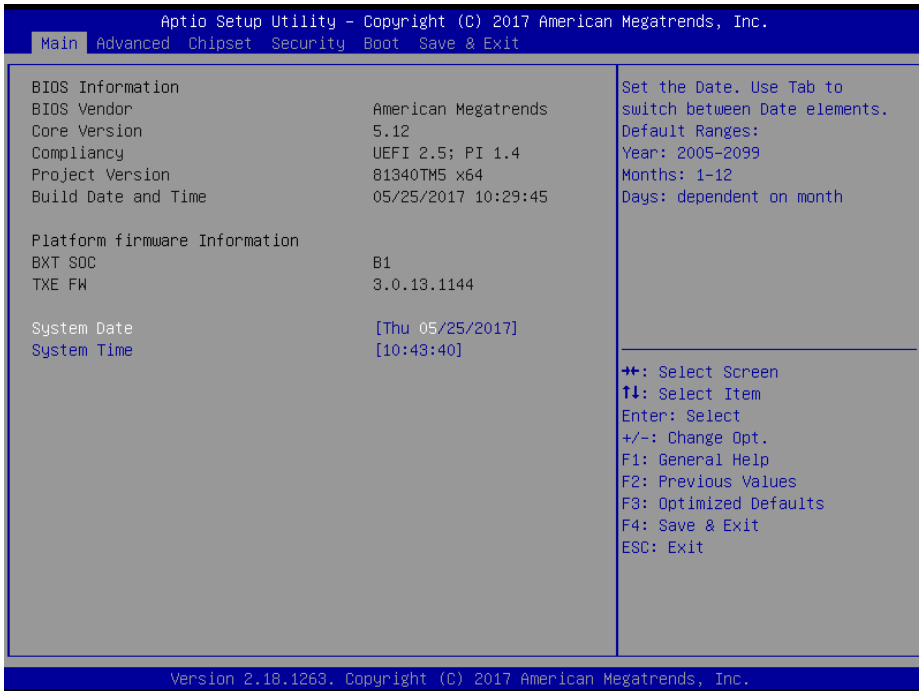 Aptio Setup Utility – Copyright (C) 2017 American Megatrends, Inc.
Main Advanced Chipset Security Boot Save & Exit
BIOS Information
BIOS Vendor American Megatrends
Core Version 5.12
Compliancy UEFI 2.5; PI 1.4
Project Version 81340TM5 x64
Build Date and Time 05/25/2017 10:29:45
Platform firmware Information
BXT SOC B1
TXE FW 3.0.13.1144
System Date [Thu 05/25/2017]
System Time [10:43:40]
Set the Date. Use Tab to
switch between Date elements.
Default Ranges:
Year: 2005-2099
Months: 1-12
Days: dependent on month
→←: Select Screen
↑↓: Select Item
Enter: Select
+/-: Change Opt.
F1: General Help
F2: Previous Values
F3: Optimized Defaults
F4: Save & Exit
ESC: Exit
Version 2.18.1263. Copyright (C) 2017 American Megatrends, Inc.